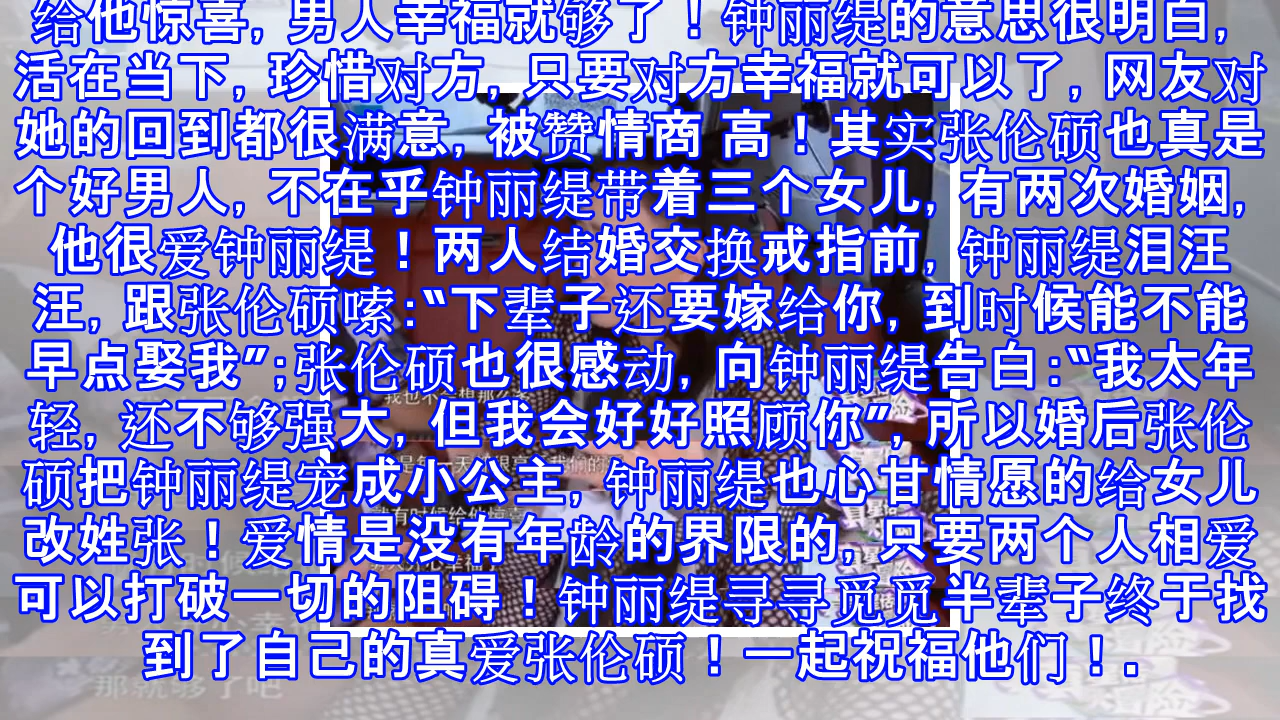 给他惊喜, 男人幸福就够了！钟丽缇的意思很明白,
活在当下, 珍惜对方, 只要对方幸福就可以了, 网友对
她的回到都很满意, 被赞情商 高！其实张伦硕也真是
个好男人, 不在乎钟丽缇带着三个女儿, 有两次婚姻,
他很爱钟丽缇！两人结婚交换戒指前, 钟丽缇泪汪
汪, 跟张伦硕嗦:“下辈子还要嫁给你, 到时候能不能
早点娶我”;张伦硕也很感动, 向钟丽缇告白:“我太年
轻, 还不够强大, 但我会好好照顾你”, 所以婚后张伦
硕把钟丽缇宠成小公主, 钟丽缇也心甘情愿的给女儿
改姓张！爱情是没有年龄的界限的, 只要两个人相爱
可以打破一切的阻碍！钟丽缇寻寻觅觅半辈子终于找
到了自己的真爱张伦硕！一起祝福他们！.
那就够了吧